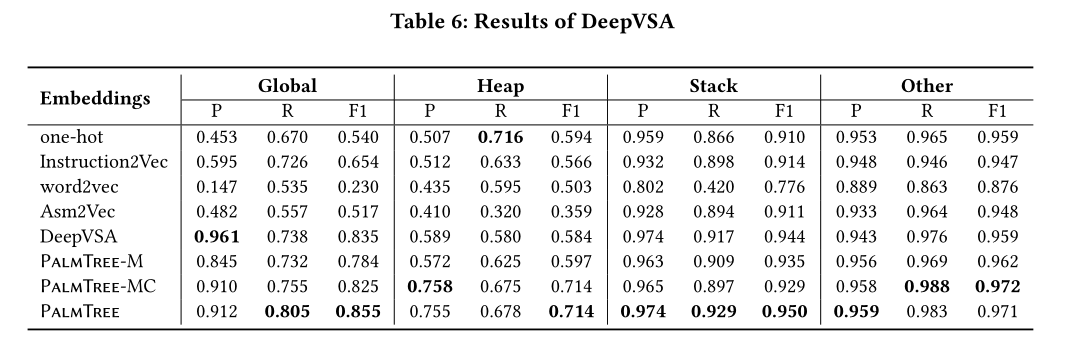 Table 6: Results of DeepVSA
Embeddings Global Heap Stack Other
P R F1 P R F1 P R F1 P R F1
one-hot 0.453 0.670 0.540 0.507 0.716 0.594 0.959 0.866 0.910 0.953 0.965 0.959
Instruction2Vec 0.595 0.726 0.654 0.512 0.633 0.566 0.932 0.898 0.914 0.948 0.946 0.947
word2vec 0.147 0.535 0.230 0.435 0.595 0.503 0.802 0.420 0.776 0.889 0.863 0.876
Asm2Vec 0.482 0.557 0.517 0.410 0.320 0.359 0.928 0.894 0.911 0.933 0.964 0.948
DeepVSA 0.961 0.738 0.835 0.589 0.580 0.584 0.974 0.917 0.944 0.943 0.976 0.959
PalmTree-M 0.845 0.732 0.784 0.572 0.625 0.597 0.963 0.909 0.935 0.956 0.969 0.962
PalmTree-MC 0.910 0.755 0.825 0.758 0.675 0.714 0.965 0.897 0.929 0.958 0.988 0.972
PalmTree 0.912 0.805 0.855 0.755 0.678 0.714 0.974 0.929 0.950 0.959 0.983 0.971